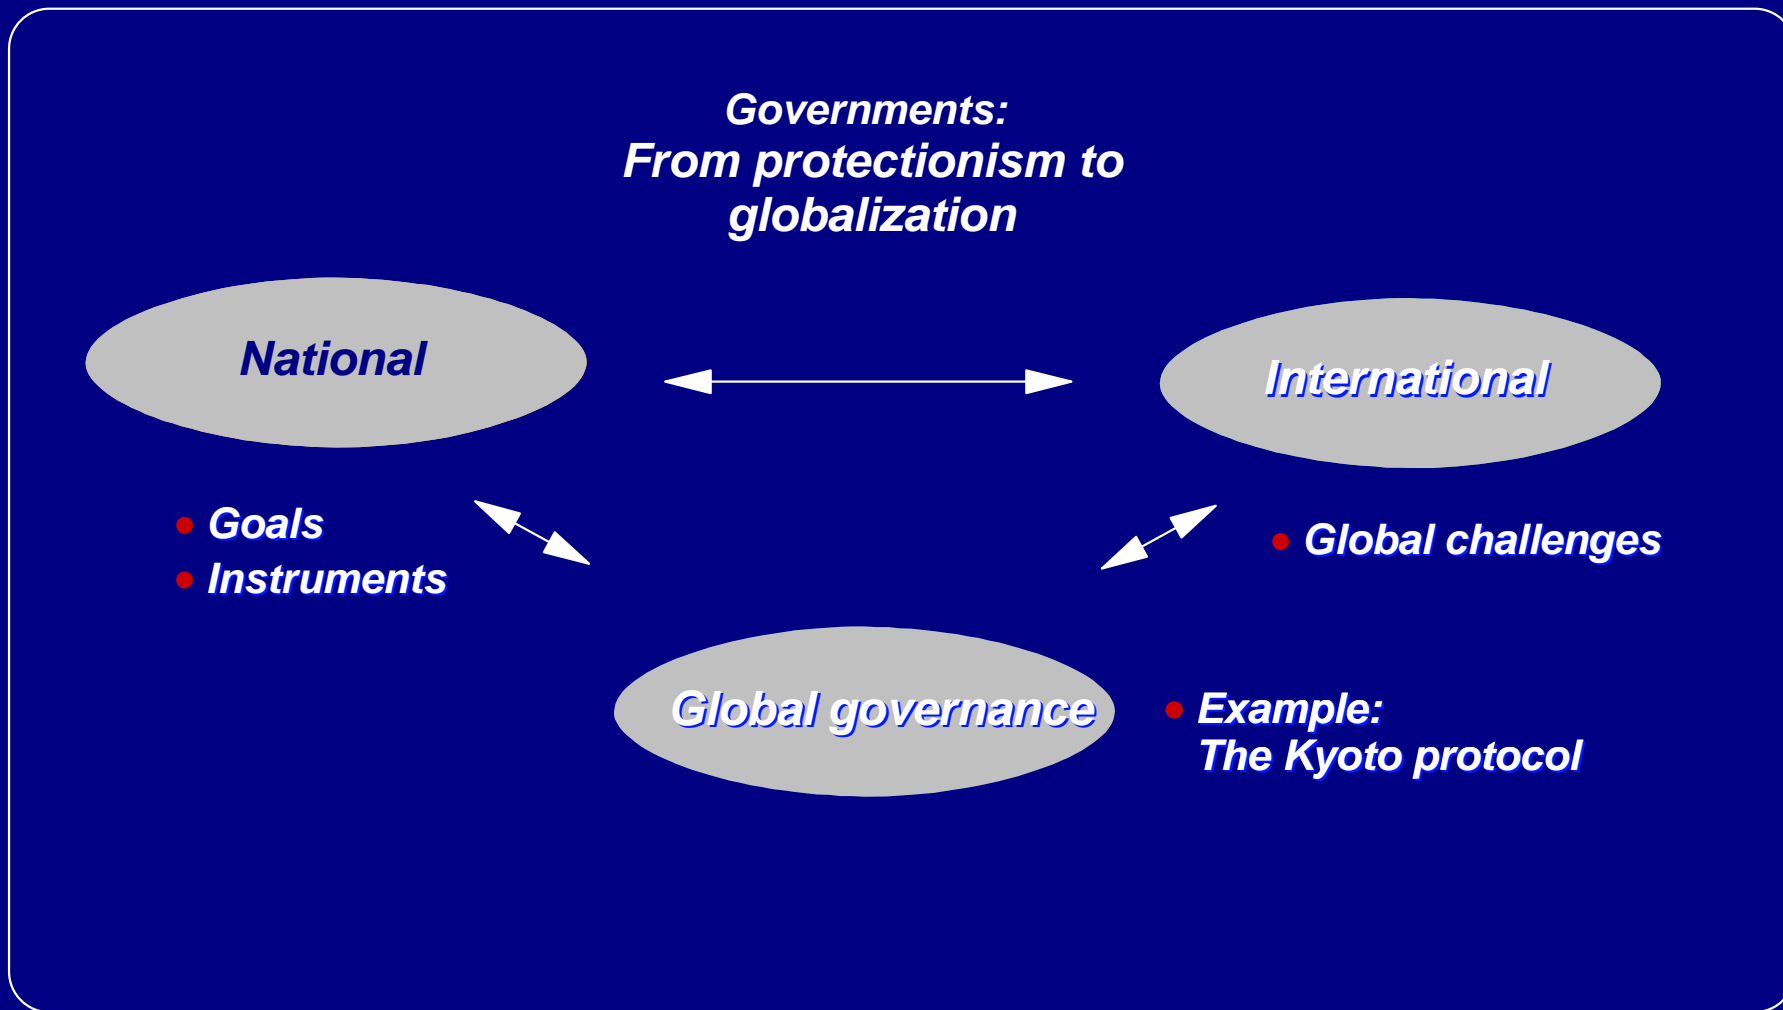 Governments:
From protectionism to
globalization
National
International
Goals
Instruments
Global challenges
Global governance
Example:
The Kyoto protocol